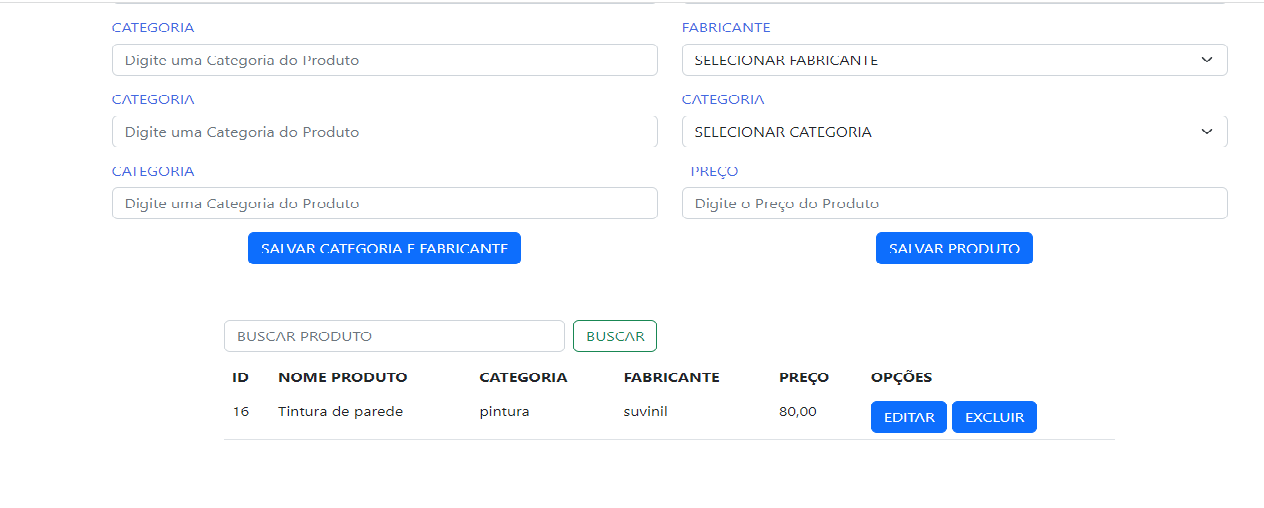 CATEGORIA
Digite uma Categoria do Produto
CATEGORIA
Digite uma Categoria do Produto
CATEGORIA
Digite uma Categoria do Produto
SALVAR CATEGORIA E FABRICANTE
FABRICANTE
SELECIONAR FABRICANTE
CATEGORIA
SELECIONAR CATEGORIA
PREÇO
Digite o Preço do Produto
SALVAR PRODUTO
BUSCAR PRODUTO BUSCAR
ID NOME PRODUTO CATEGORIA FABRICANTE PREÇO OPÇÕES
16 Tintura de parede pintura suvinil 80,00 EDITAR EXCLUIR